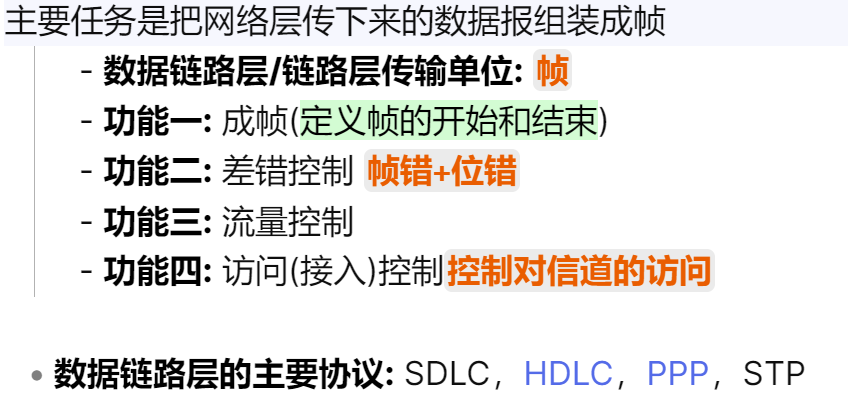 主要任务是把网络层传下来的数据报组装成帧
- 数据链路层/链路层传输单位: 帧
- 功能一: 成帧(定义帧的开始和结束)
- 功能二: 差错控制 帧错+位错
- 功能三: 流量控制
- 功能四: 访问(接入)控制控制对信道的访问
• 数据链路层的主要协议: SDLC，HDLC，PPP，STP